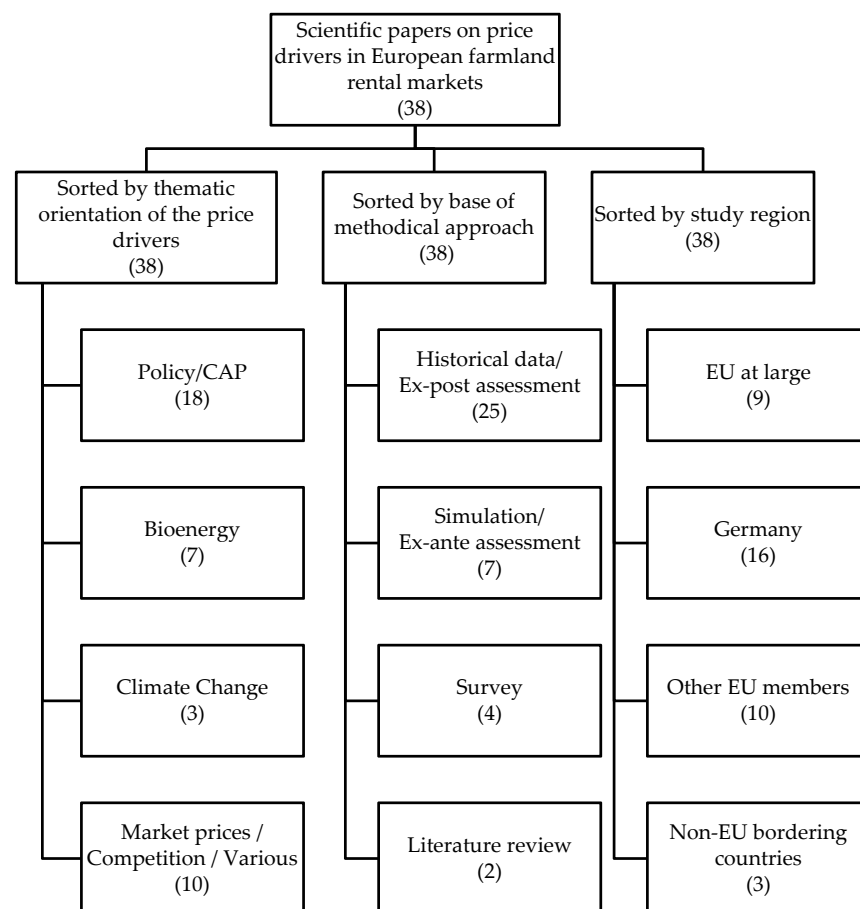 Scientific papers on price
drivers in European farmland
rental markets
(38)
Sorted by thematic
orientation of the price
drivers
(38)
Sorted by base of
methodical approach
(38)
Sorted by study region
(38)
Policy/CAP
(18)
Historical data/
Ex-post assessment
(25)
EU at large
(9)
Bioenergy
(7)
Simulation/
Ex-ante assessment
(7)
Germany
(16)
Climate Change
(3)
Survey
(4)
Other EU members
(10)
Market prices /
Competition / Various
(10)
Literature review
(2)
Non-EU bordering
countries
(3)